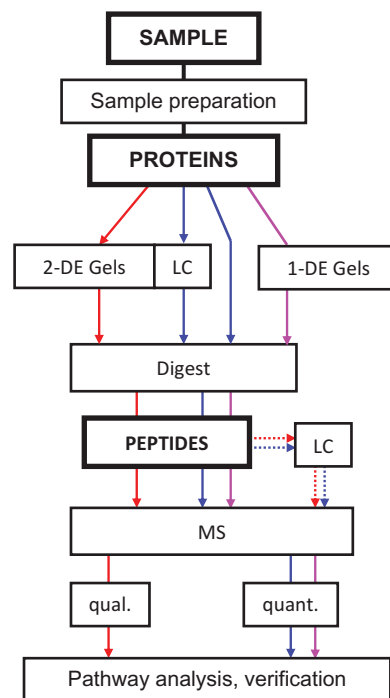 SAMPLE
Sample preparation
PROTEINS
2-DE Gels
LC
1-DE Gels
Digest
PEPTIDES
LC
MS
qual.
quant.
Pathway analysis, verification